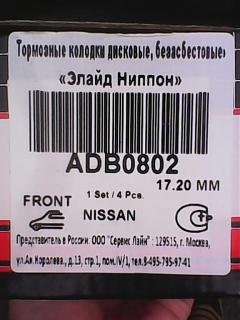 Тормозные колодки дисковые, безасбестовые
«Элайд Ниппон»
ADB0802
17.20 MM
1 Set / 4 Pcs.
FRONT
NISSAN
Представитель в России: ООО "Сервис Лайн" : 129515, г. Москва,
ул.Ак.Королева., д.13, стр.1, пом./V/1, тел.8-495-795-97-41